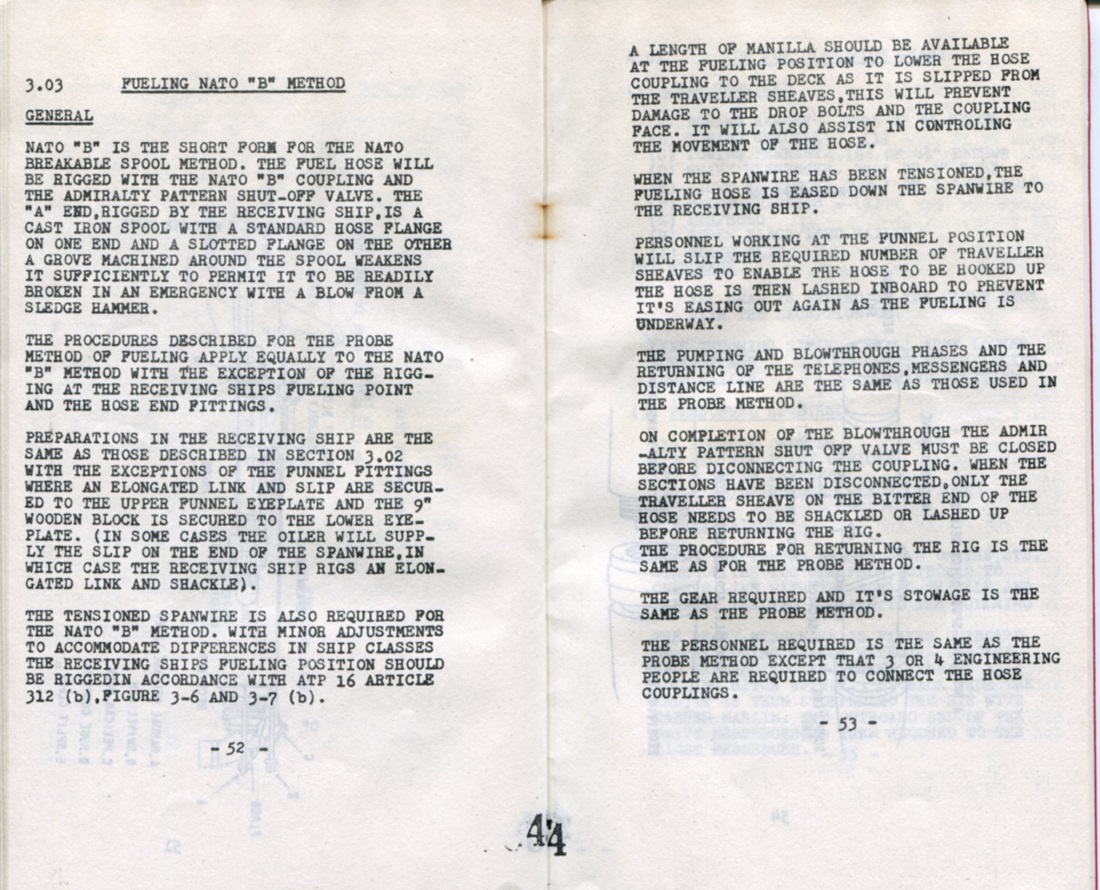 3.03 FUELING NATO "B" METHOD
GENERAL
NATO "B" IS THE SHORT FORM FOR THE NATO
BREAKABLE SPOOL METHOD. THE FUEL HOSE WILL
BE RIGGED WITH THE NATO "B" COUPLING AND
THE ADMIRALTY PATTERN SHUT-OFF VALVE. THE
"A" END,RIGGED BY THE RECEIVING SHIP,IS A
CAST IRON SPOOL WITH A STANDARD HOSE FLANGE
ON ONE END AND A SLOTTED FLANGE ON THE OTHER
A GROVE MACHINED AROUND THE SPOOL WEAKENS
IT SUFFICIENTLY TO PERMIT IT TO BE READILY
BROKEN IN AN EMERGENCY WITH A BLOW FROM A
SLEDGE HAMMER.
THE PROCEDURES DESCRIBED FOR THE PROBE
METHOD OF FUELING APPLY EQUALLY TO THE NATO
"B" METHOD WITH THE EXCEPTION OF THE RIGG-
ING AT THE RECEIVING SHIPS FUELING POINT
AND THE HOSE END FITTINGS.
PREPARATIONS IN THE RECEIVING SHIP ARE THE
SAME AS THOSE DESCRIBED IN SECTION 3.02
WITH THE EXCEPTIONS OF THE FUNNEL FITTINGS
WHERE AN ELONGATED LINK AND SLIP ARE SECUR-
ED TO THE UPPER FUNNEL EYEPLATE AND THE 9"
WOODEN BLOCK IS SECURED TO THE LOWER EYE-
PLATE. (IN SOME CASES THE OILER WILL SUPP-
LY THE SLIP ON THE END OF THE SPANWIRE,IN
WHICH CASE THE RECEIVING SHIP RIGS AN ELON-
GATED LINK AND SHACKLE).
THE TENSIONED SPANWIRE IS ALSO REQUIRED FOR
THE NATO "B" METHOD. WITH MINOR ADJUSTMENTS
TO ACCOMMODATE DIFFERENCES IN SHIP CLASSES
THE RECEIVING SHIPS FUELING POSITION SHOULD
BE RIGGEDIN ACCORDANCE WITH ATP 16 ARTICLE
312 (b),FIGURE 3-6 AND 3-7 (b).
- 52 -
A LENGTH OF MANILLA SHOULD BE AVAILABLE
AT THE FUELING POSITION TO LOWER THE HOSE
COUPLING TO THE DECK AS IT IS SLIPPED FROM
THE TRAVELLER SHEAVES,THIS WILL PREVENT
DAMAGE TO THE DROP BOLTS AND THE COUPLING
FACE. IT WILL ALSO ASSIST IN CONTROLING
THE MOVEMENT OF THE HOSE.
WHEN THE SPANWIRE HAS BEEN TENSIONED,THE
FUELING HOSE IS EASED DOWN THE SPANWIRE TO
THE RECEIVING SHIP.
PERSONNEL WORKING AT THE FUNNEL POSITION
WILL SLIP THE REQUIRED NUMBER OF TRAVELLER
SHEAVES TO ENABLE THE HOSE TO BE HOOKED UP
THE HOSE IS THEN LASHED INBOARD TO PREVENT
IT'S EASING OUT AGAIN AS THE FUELING IS
UNDERWAY.
THE PUMPING AND BLOWTHROUGH PHASES AND THE
RETURNING OF THE TELEPHONES,MESSENGERS AND
DISTANCE LINE ARE THE SAME AS THOSE USED IN
THE PROBE METHOD.
ON COMPLETION OF THE BLOWTHROUGH THE ADMIR
-ALTY PATTERN SHUT OFF VALVE MUST BE CLOSED
BEFORE DICONNECTING THE COUPLING. WHEN THE
SECTIONS HAVE BEEN DISCONNECTED,ONLY THE
TRAVELLER SHEAVE ON THE BITTER END OF THE
HOSE NEEDS TO BE SHACKLED OR LASHED UP
BEFORE RETURNING THE RIG.
THE PROCEDURE FOR RETURNING THE RIG IS THE
SAME AS FOR THE PROBE METHOD.
THE GEAR REQUIRED AND IT'S STOWAGE IS THE
SAME AS THE PROBE METHOD.
THE PERSONNEL REQUIRED IS THE SAME AS THE
PROBE METHOD EXCEPT THAT 3 OR 4 ENGINEERING
PEOPLE ARE REQUIRED TO CONNECT THE HOSE
COUPLINGS.
- 53 -
44